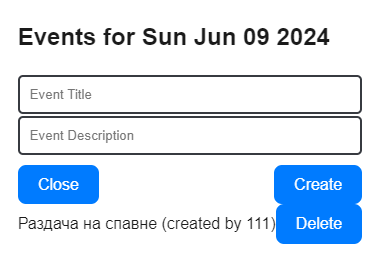 Events for Sun Jun 09 2024
Event Title
Event Description
Close Create
Раздача на спавне (created by 111) Delete